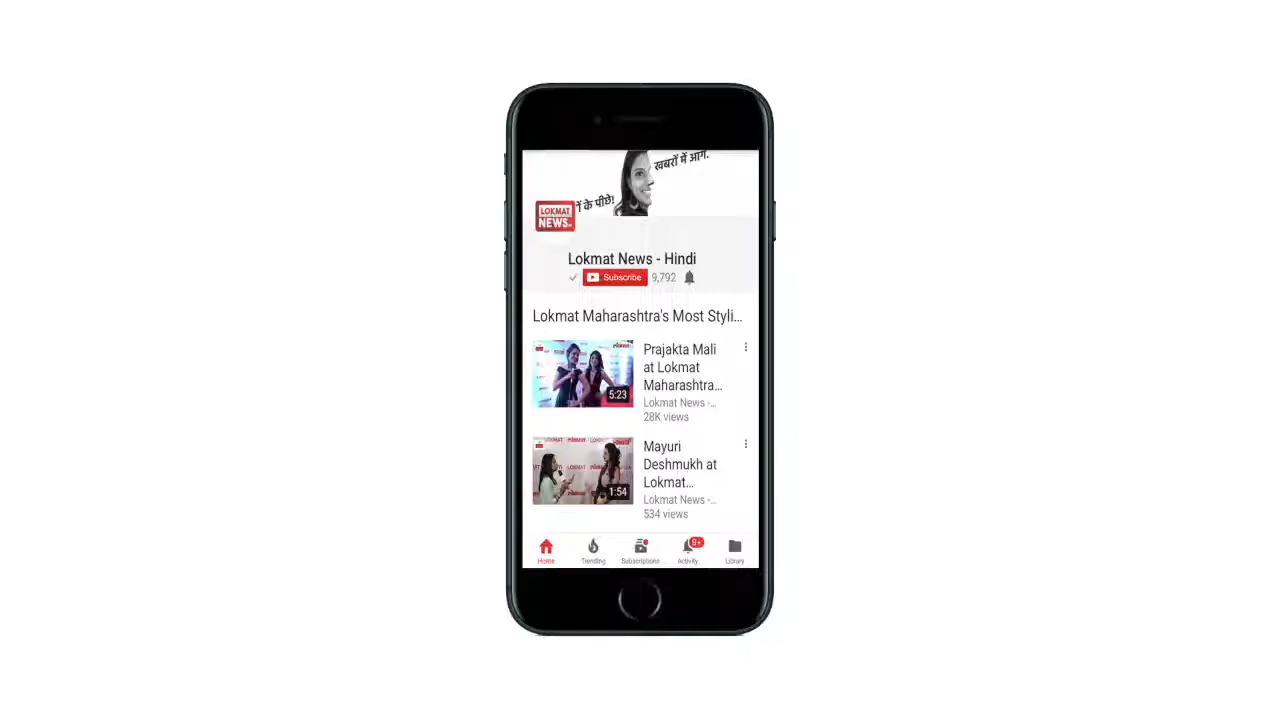 खबरों में आगे.
ों के पीछे!
LOKMAT
NEWS
Lokmat News - Hindi
Subscribe 9,792
Lokmat Maharashtra's Most Styli...
Prajakta Mali
at Lokmat
Maharashtra...
Lokmat News -...
28K views
5:23
Mayuri
Deshmukh at
Lokmat...
Lokmat News -...
534 views
LOKMAT
LOKMAT
1:54
9+
Home Trending Subscriptions Activity Library